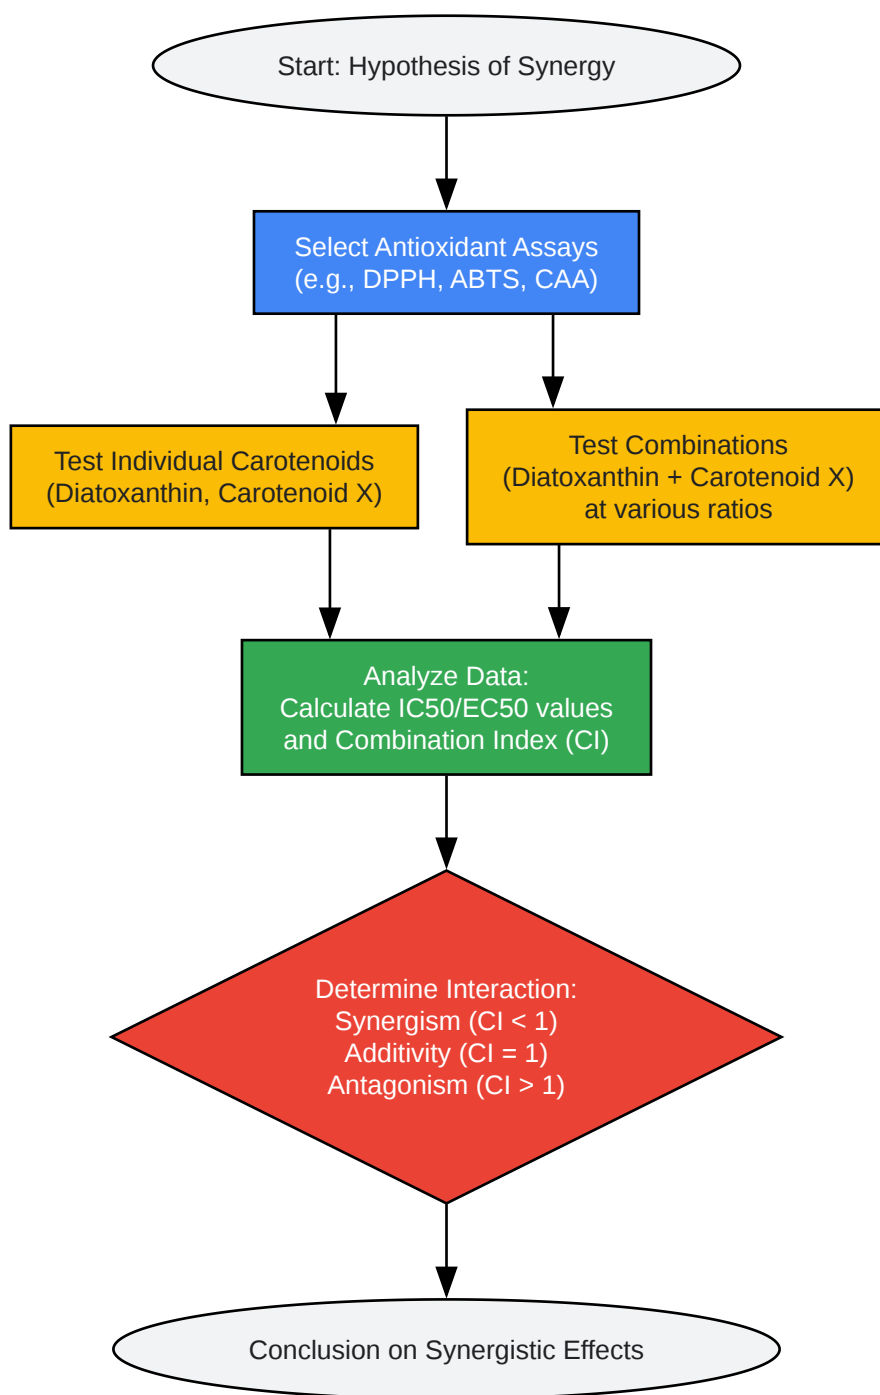 Start: Hypothesis of Synergy
Select Antioxidant Assays
(e.g., DPPH, ABTS, CAA)
Test Individual Carotenoids
(Diatoxanthin, Carotenoid X)
Test Combinations
(Diatoxanthin + Carotenoid X)
at various ratios
Analyze Data:
Calculate IC50/EC50 values
and Combination Index (CI)
Determine Interaction:
Synergism (CI < 1)
Additivity (CI = 1)
Antagonism (CI > 1)
Conclusion on Synergistic Effects